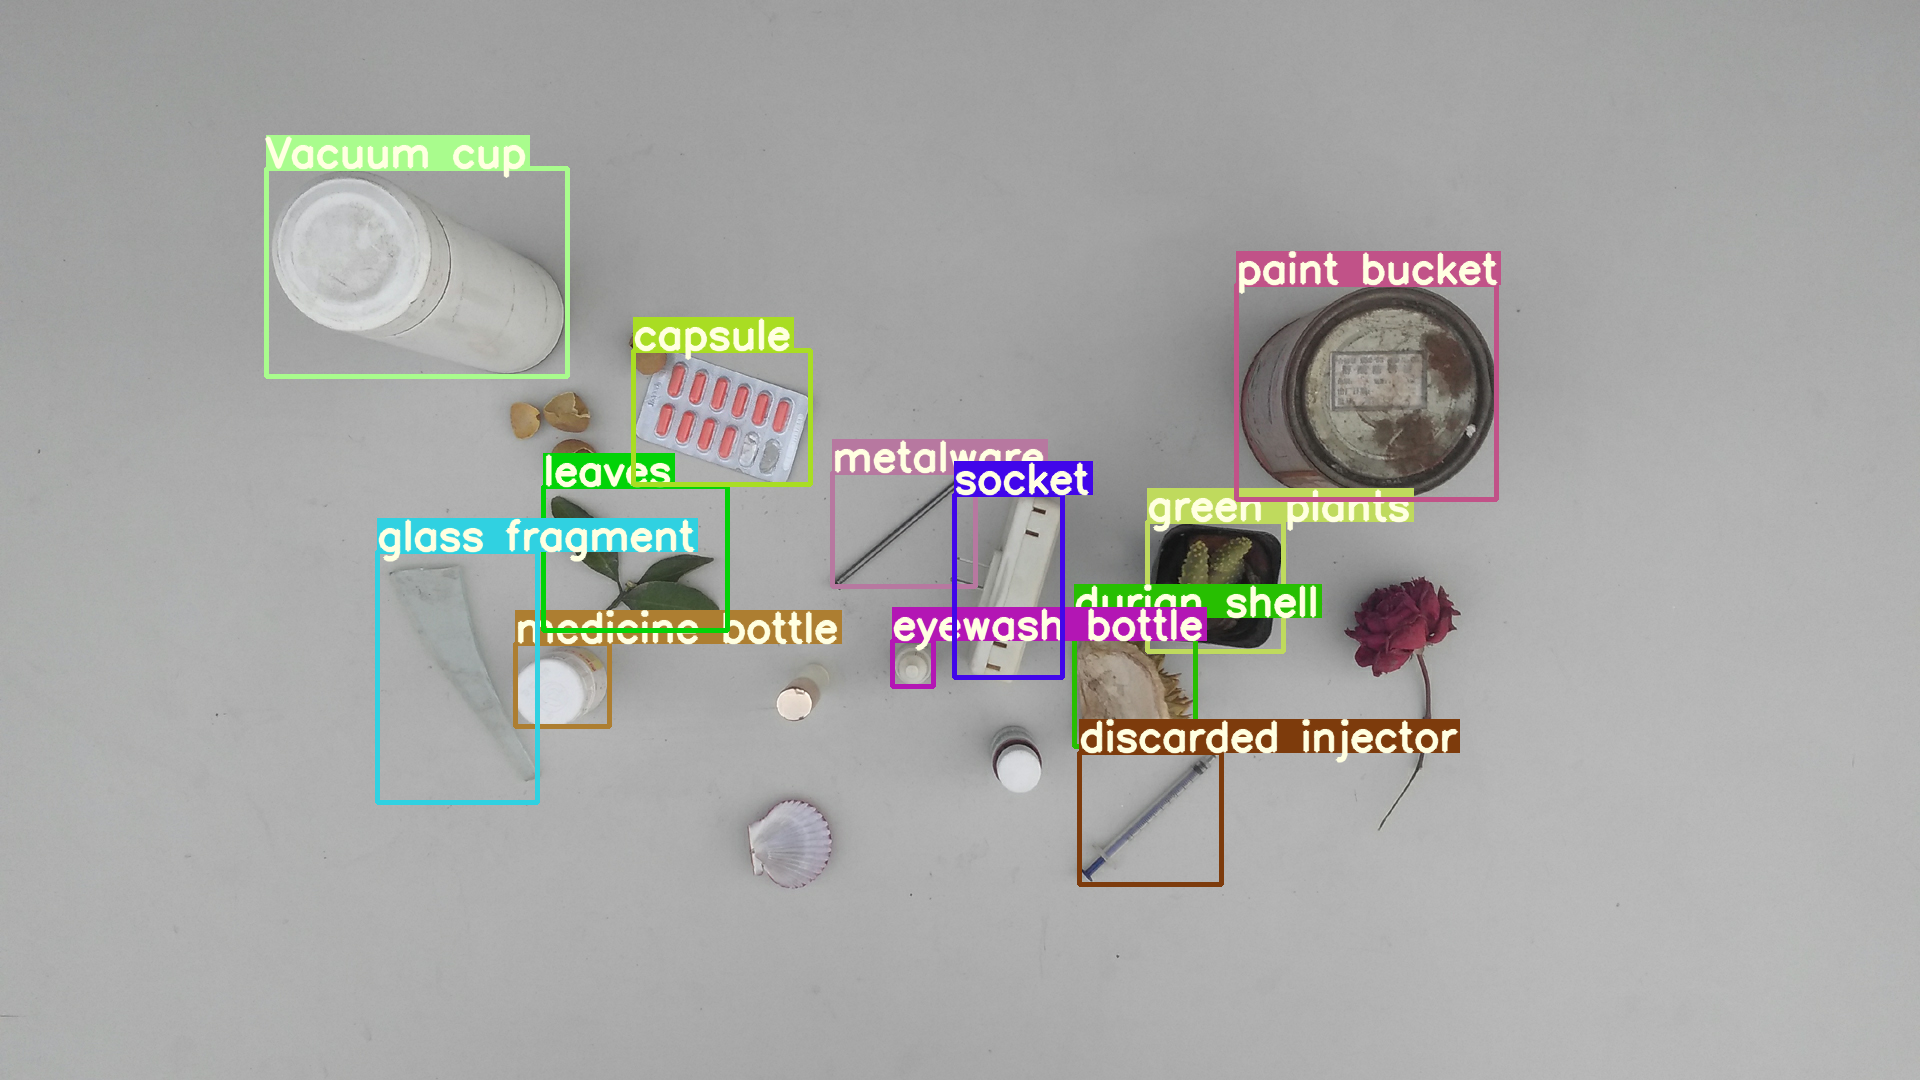 Vacuum cup
paint bucket
capsule
metalware
leaves
socket
green plants
glass fragment
durian shell
medicine bottle
eyewash bottle
discarded injector